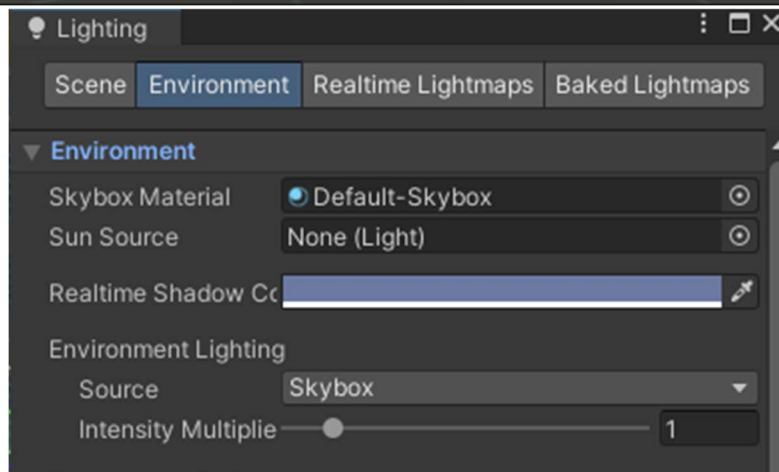 Lighting
Scene Environment Realtime Lightmaps Baked Lightmaps
Environment
Skybox Material Default-Skybox
Sun Source None (Light)
Realtime Shadow Co
Environment Lighting
Source Skybox
Intensity Multiplie 1